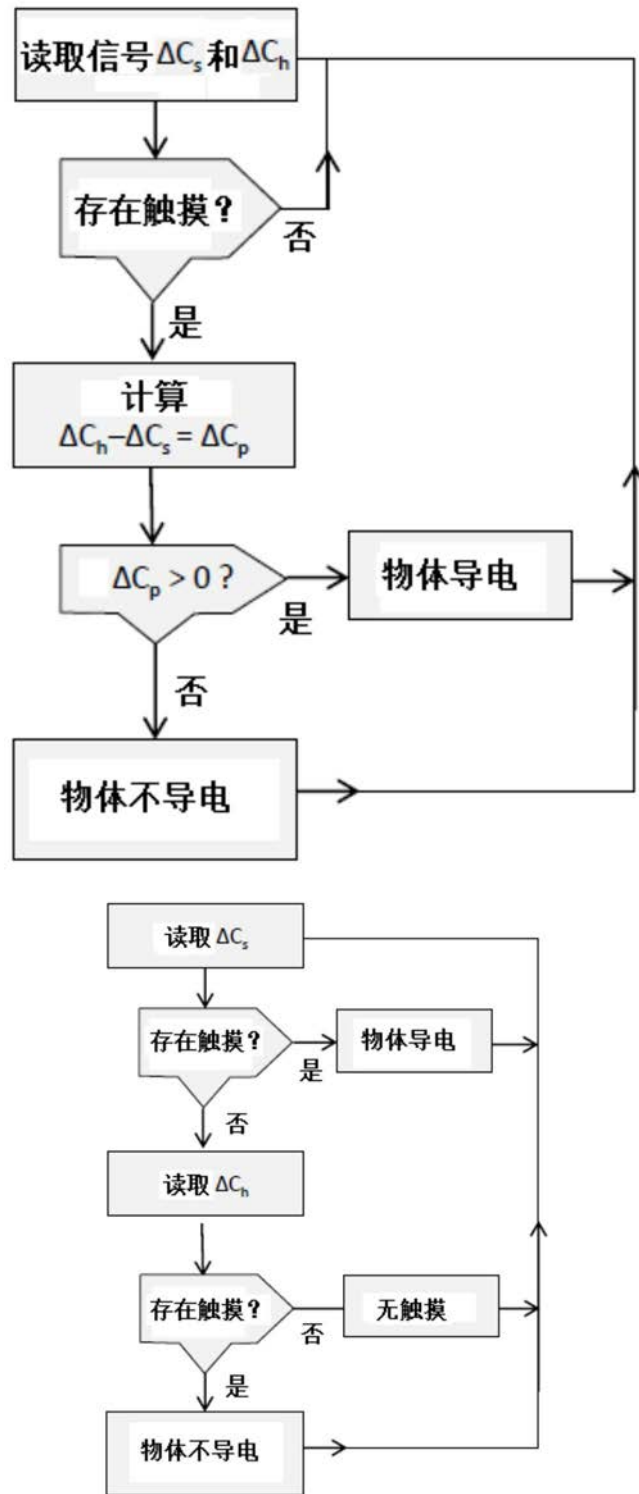 读取信号ΔCₛ和ΔCₕ
存在触摸？
否
是
计算
ΔCₕ–ΔCₛ = ΔCₚ
ΔCₚ > 0 ?
物体导电
是
否
物体不导电
读取 ΔCₛ
存在触摸？
物体导电
是
否
读取 ΔCₕ
存在触摸？
无触摸
否
是
物体不导电